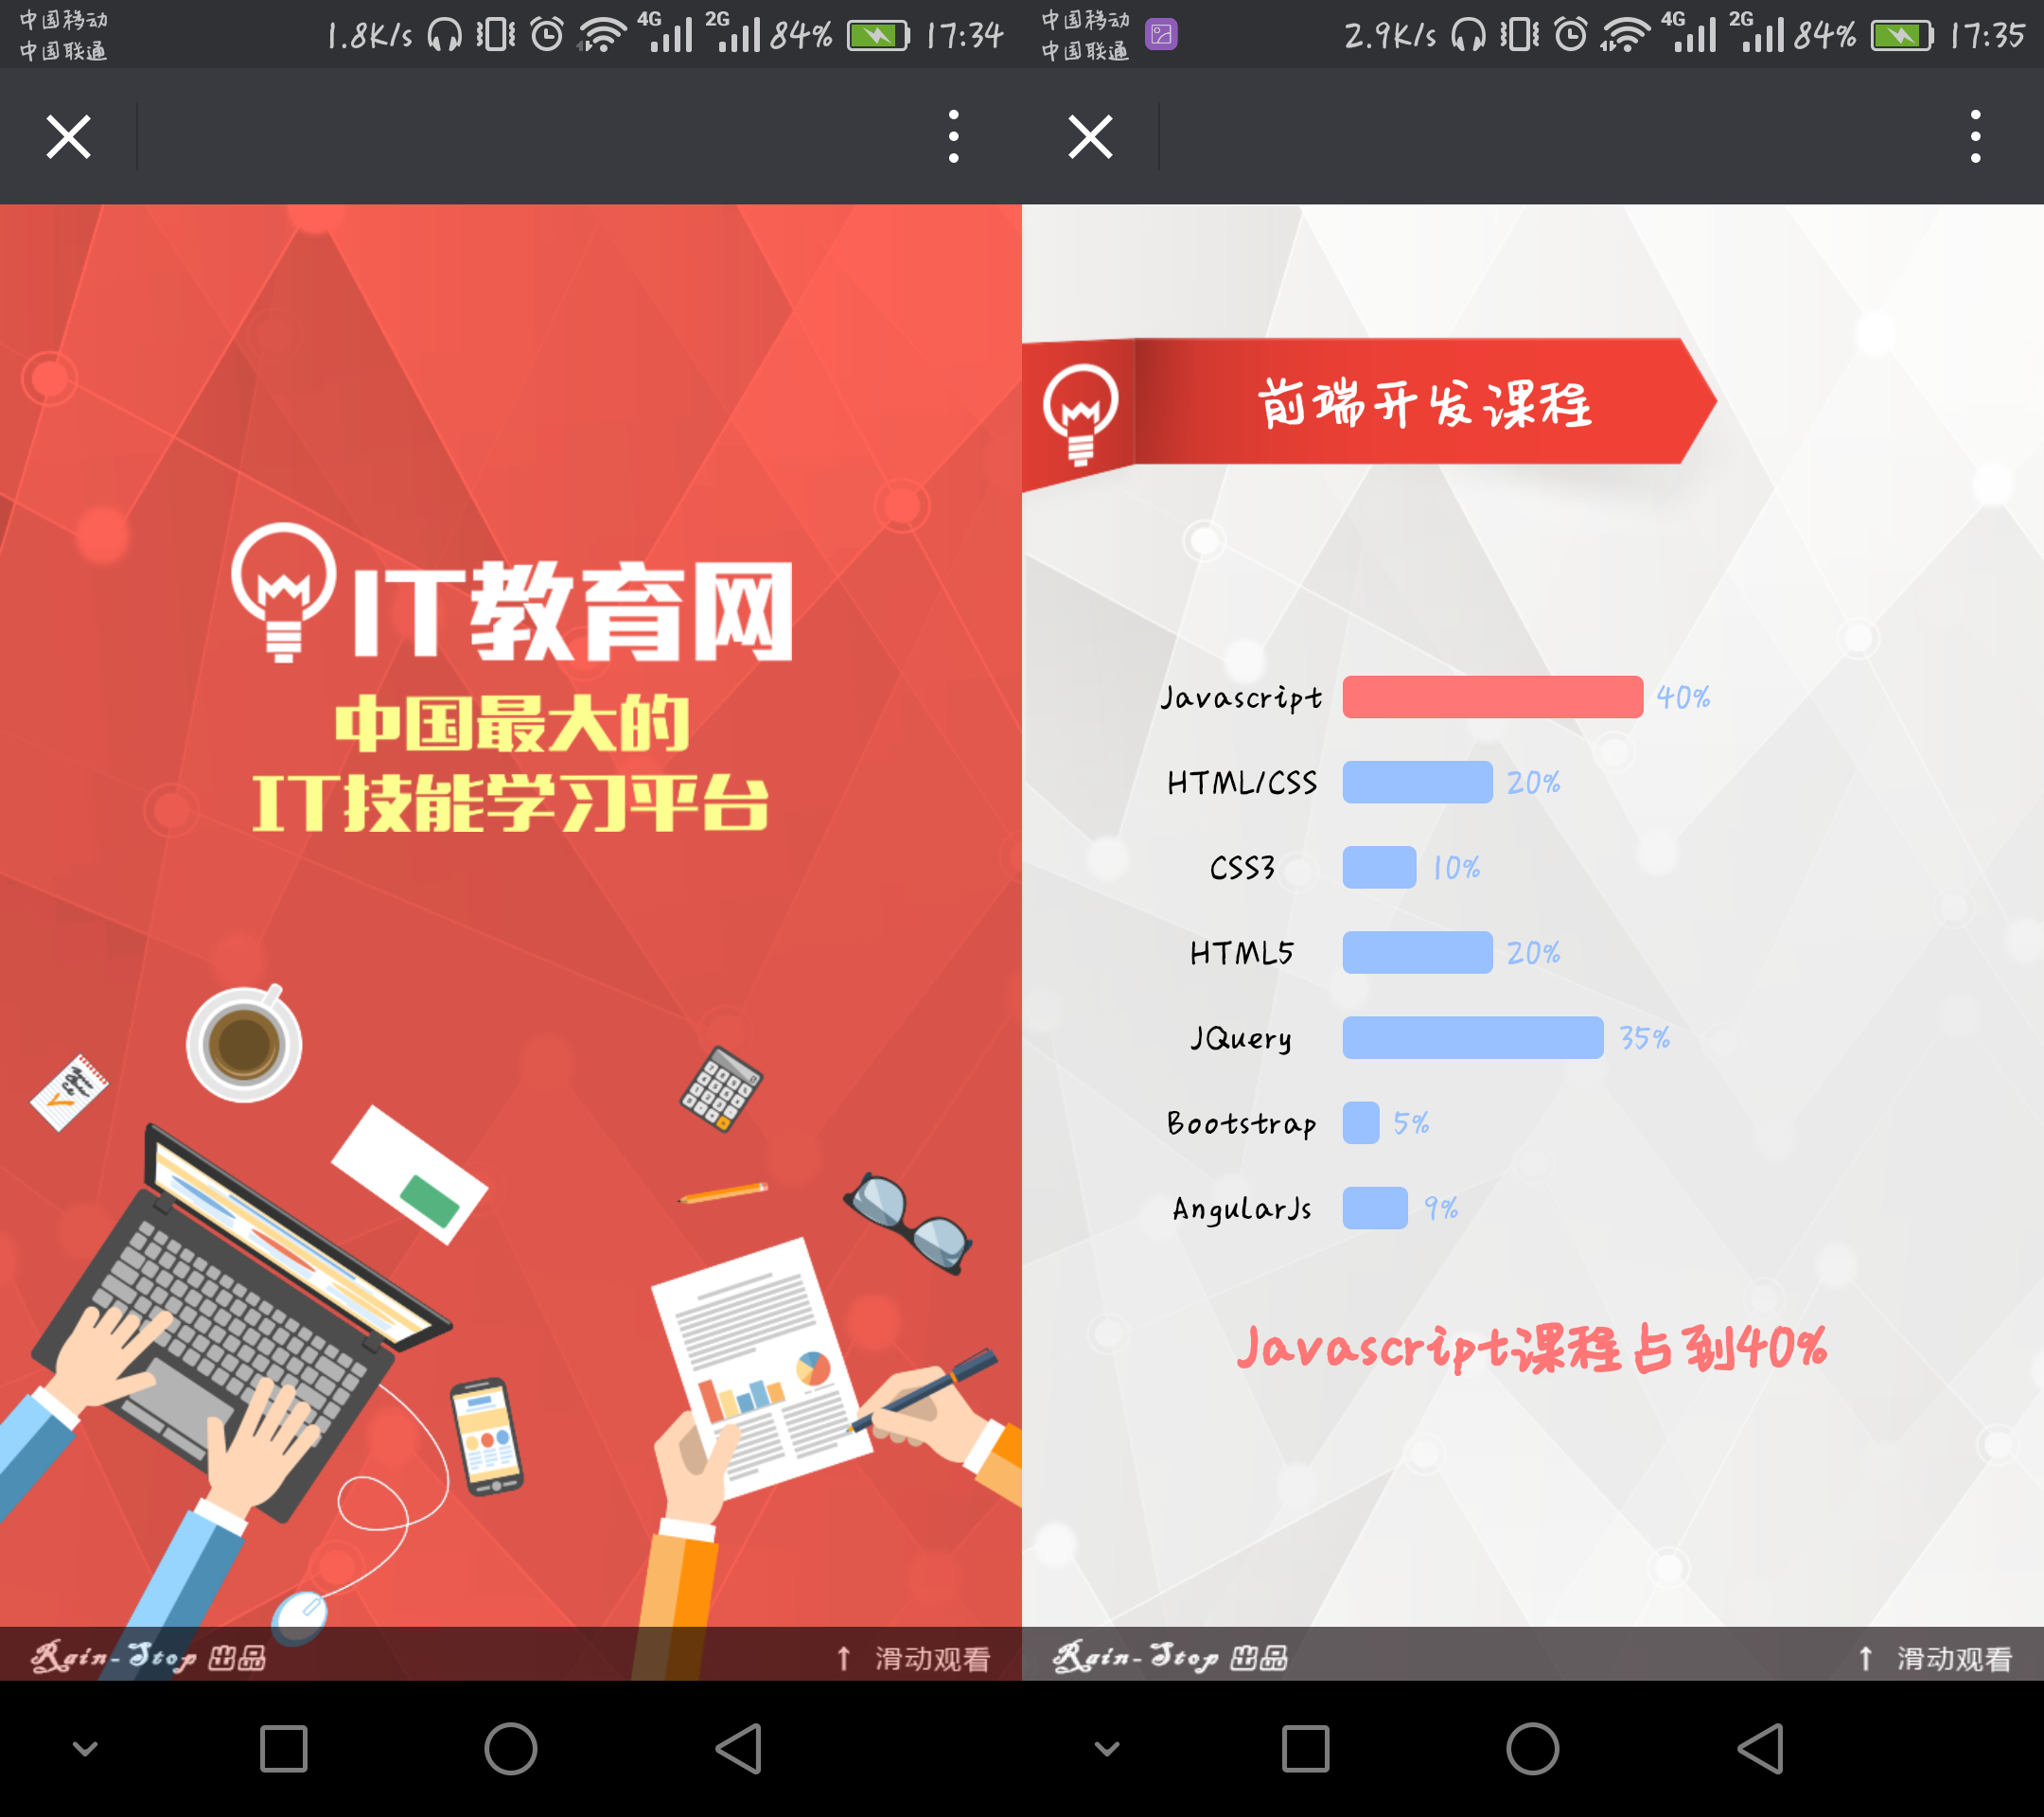 中国移动
中国联通
1.8K/s 4G 2G 84% 17:34
IT教育网
中国最大的
IT技能学习平台
Rain-Stop 出品
↑ 滑动观看
中国移动
中国联通
2.9K/s 4G 2G 84% 17:35
前端开发课程
Javascript 40%
HTML/CSS 20%
CSS3 10%
HTML5 20%
JQuery 35%
Bootstrap 5%
AngularJs 9%
Javascript课程占到40%
Rain-Stop 出品
↑ 滑动观看